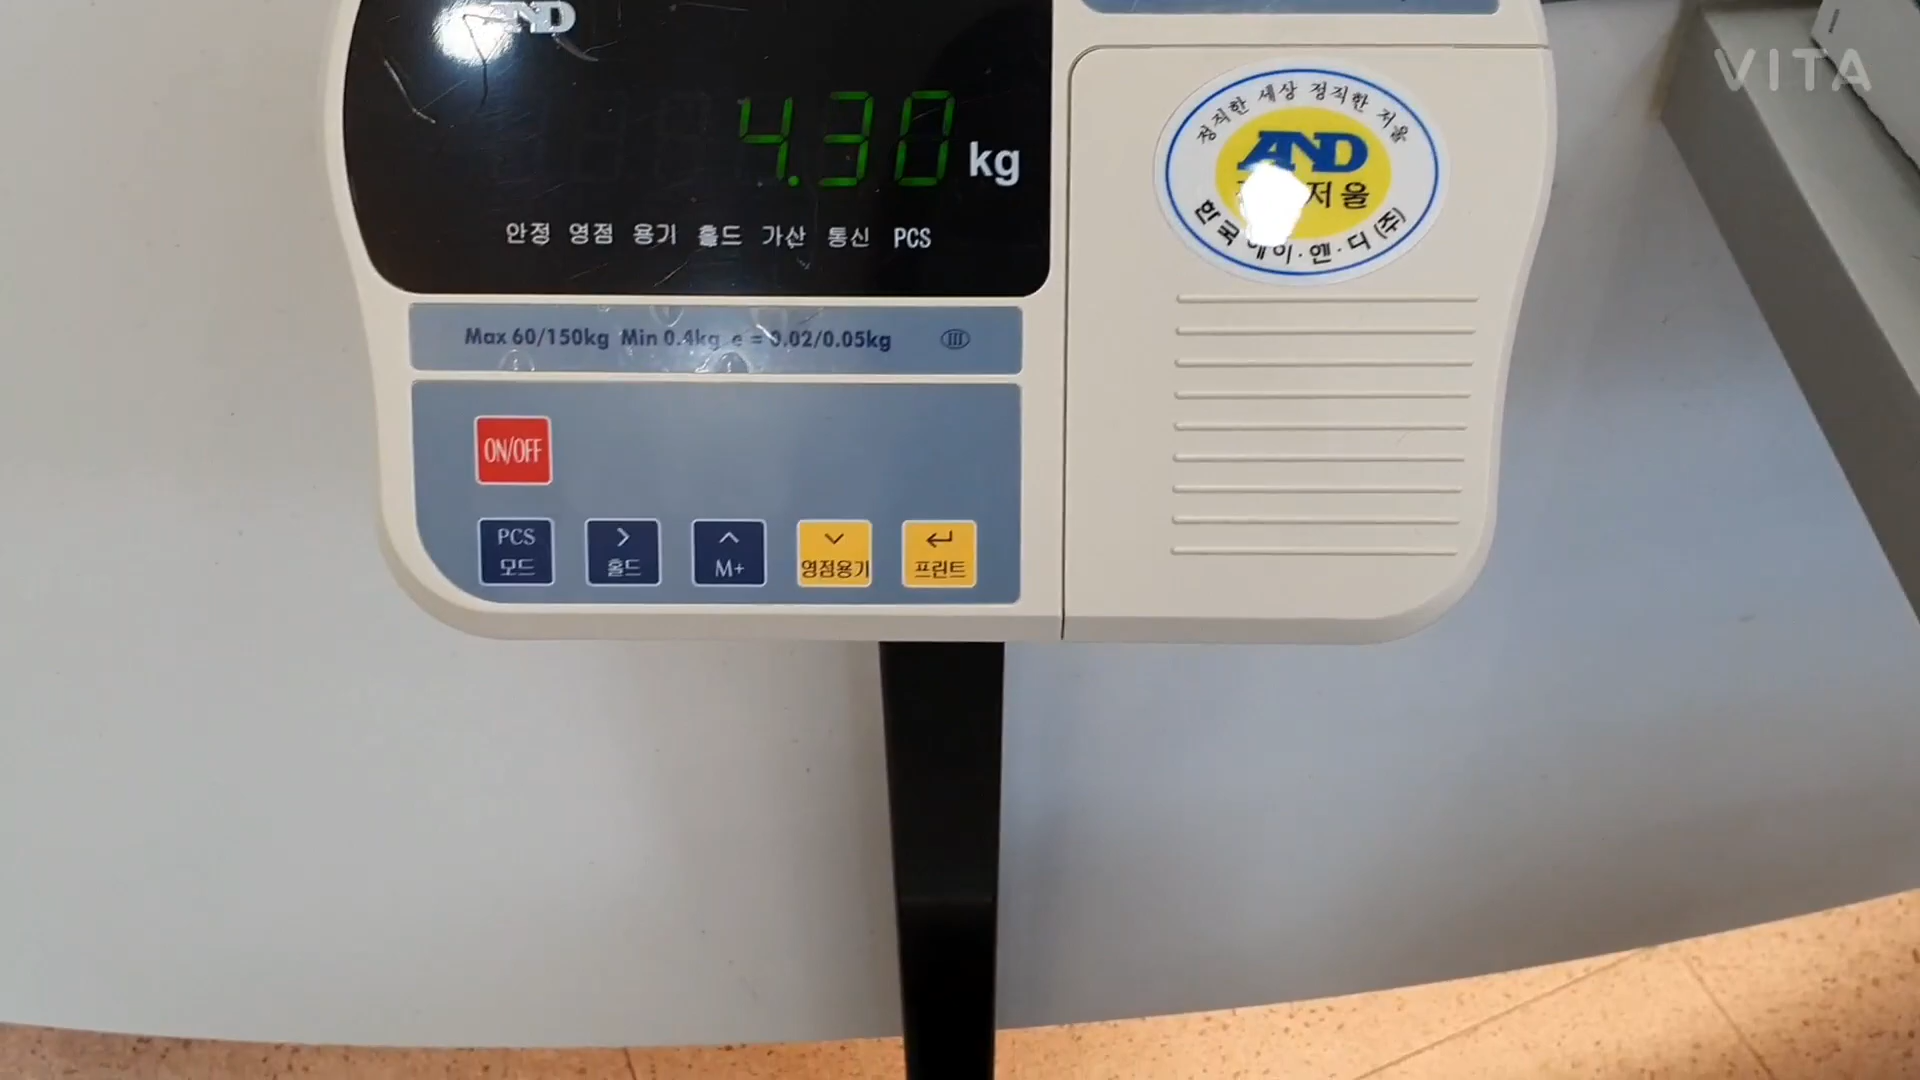 AND
VITA
4.30 kg
안정 영점 용기 홀드 가산 통신 PCS
정직한 세상 정직한 저울
AND
저울
한국에이·엔·디(주)
Max 60/150kg Min 0.4kg e = 0.02/0.05kg
III
ON/OFF
PCS > ^ ∨ ↵
모드 홀드 M+ 영점용기 프린트